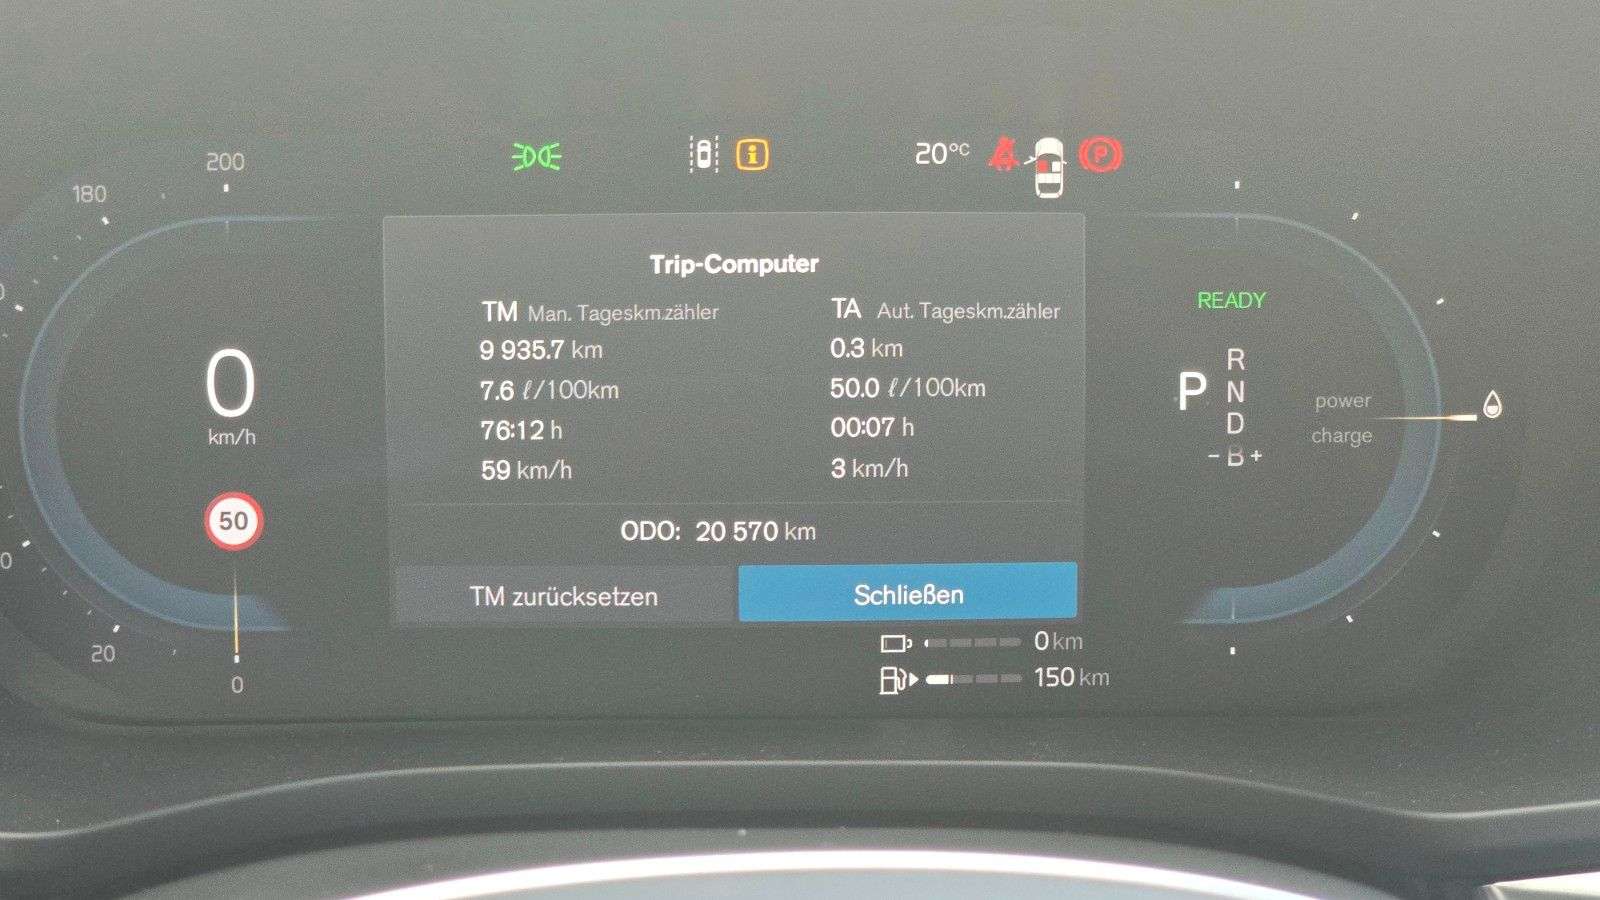 200
180
20°C
P
Trip-Computer
TM Man. Tageskm.zähler
9 935.7 km
7.6 ℓ/100km
76:12 h
59 km/h
TA Aut. Tageskm.zähler
0.3 km
50.0 ℓ/100km
00:07 h
3 km/h
ODO: 20 570 km
TM zurücksetzen
Schließen
0 km
150 km
0
km/h
50
20
0
READY
P
R
N
D
- B +
power
charge